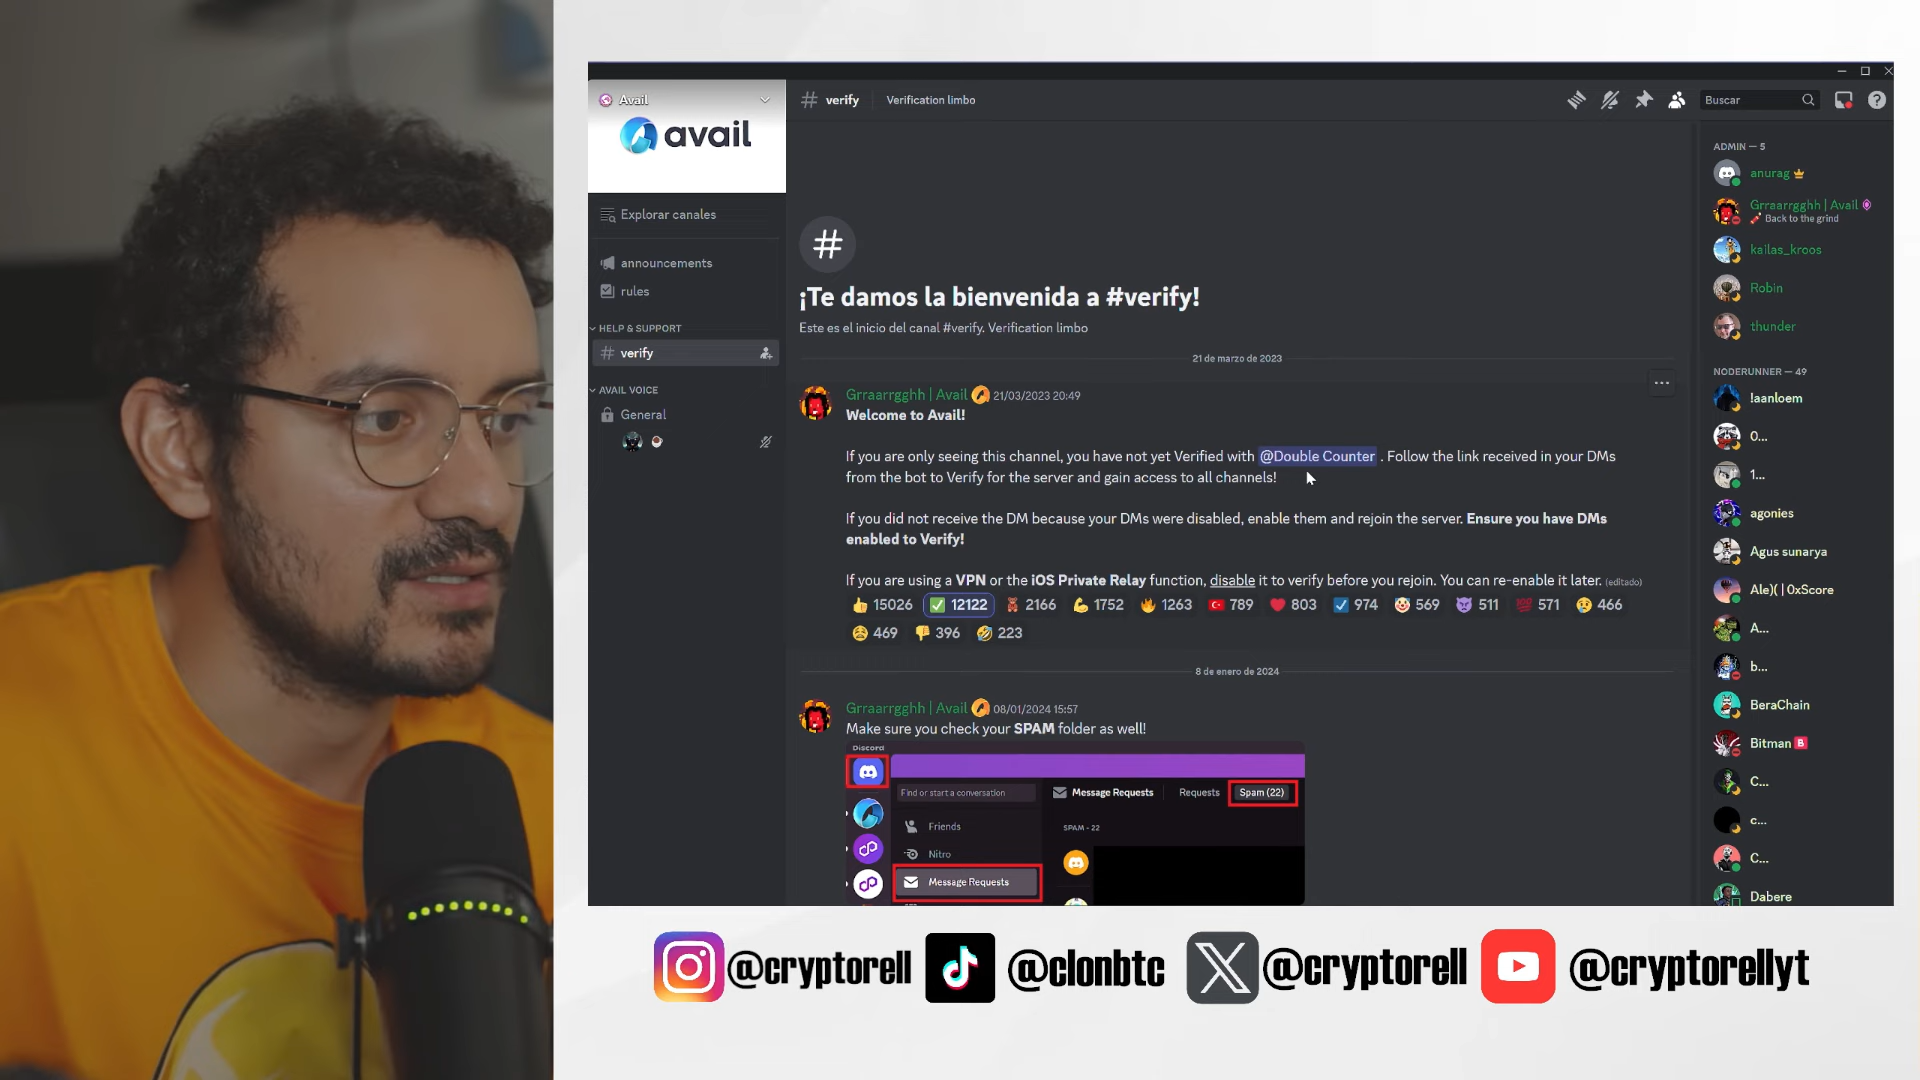 Avail
avail
Explorar canales
announcements
rules
HELP & SUPPORT
verify
AVAIL VOICE
General
verify
Verification limbo
Buscar
¡Te damos la bienvenida a #verify!
Este es el inicio del canal #verify. Verification limbo
21 de marzo de 2023
Grraarrgghh | Avail 21/03/2023 20:49
Welcome to Avail!
If you are only seeing this channel, you have not yet Verified with @Double Counter . Follow the link received in your DMs
from the bot to Verify for the server and gain access to all channels!
If you did not receive the DM because your DMs were disabled, enable them and rejoin the server. Ensure you have DMs
enabled to Verify!
If you are using a VPN or the iOS Private Relay function, disable it to verify before you rejoin. You can re-enable it later. (editado)
15026 12122 2166 1752 1263 789 803 974 569 511 571 466
469 396 223
8 de enero de 2024
Grraarrgghh | Avail 08/01/2024 15:57
Make sure you check your SPAM folder as well!
Discord
Find or start a conversation
Message Requests
Requests
Spam (22)
Friends
SPAM - 22
Nitro
Message Requests
ADMIN — 5
anurag
Grraarrgghh | Avail
Back to the grind
kailas_kroos
Robin
thunder
NODERUNNER — 49
!aanloem
0...
1...
agonies
Agus sunarya
Ale)( | 0xScore
A...
b...
BeraChain
Bitman B
C...
c...
C...
Dabere
@cryptorell
@clonbtc
@cryptorell
@cryptorellyt